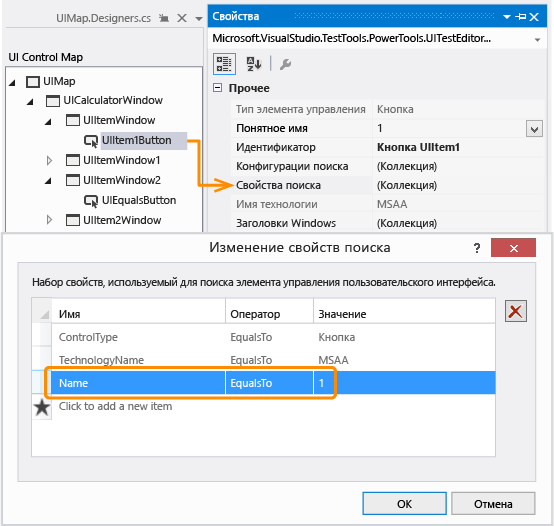 UIMap.Designers.cs
UI Control Map
UIMap
UICalculatorWindow
UIItemWindow
UIItem1Button
UIItemWindow1
UIItemWindow2
UIEqualsButton
UIItem2Window
Свойства
Microsoft.VisualStudio.TestTools.PowerTools.UITestEditor...
Прочее
Тип элемента управления Кнопка
Понятное имя 1
Идентификатор Кнопка UIItem1
Конфигурации поиска (Коллекция)
Свойства поиска (Коллекция)
Имя технологии MSAA
Заголовки Windows (Коллекция)
Изменение свойств поиска ?
Набор свойств, используемый для поиска элемента управления пользовательского интерфейса.
Имя Оператор Значение
ControlType EqualsTo Кнопка
TechnologyName EqualsTo MSAA
Name EqualsTo 1
Click to add a new item
ОК Отмена